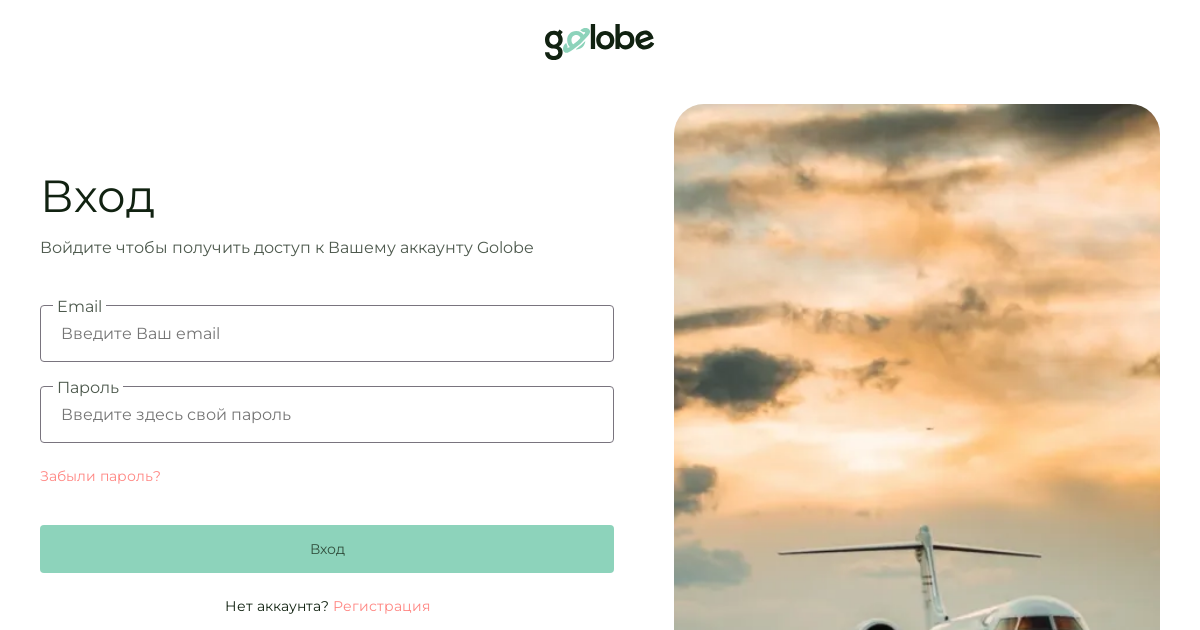 golobe
Вход
Войдите чтобы получить доступ к Вашему аккаунту Golobe
Email
Введите Ваш email
Пароль
Введите здесь свой пароль
Забыли пароль?
Вход
Нет аккаунта? Регистрация